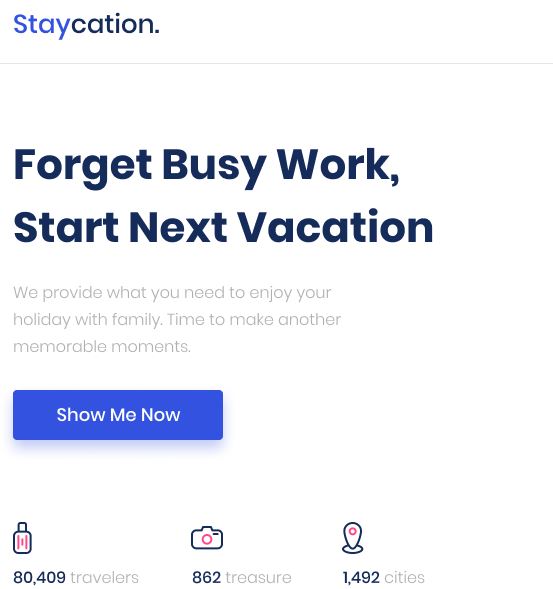 Staycation.
Forget Busy Work,
Start Next Vacation
We provide what you need to enjoy your
holiday with family. Time to make another
memorable moments.
Show Me Now
80,409 travelers
862 treasure
1,492 cities